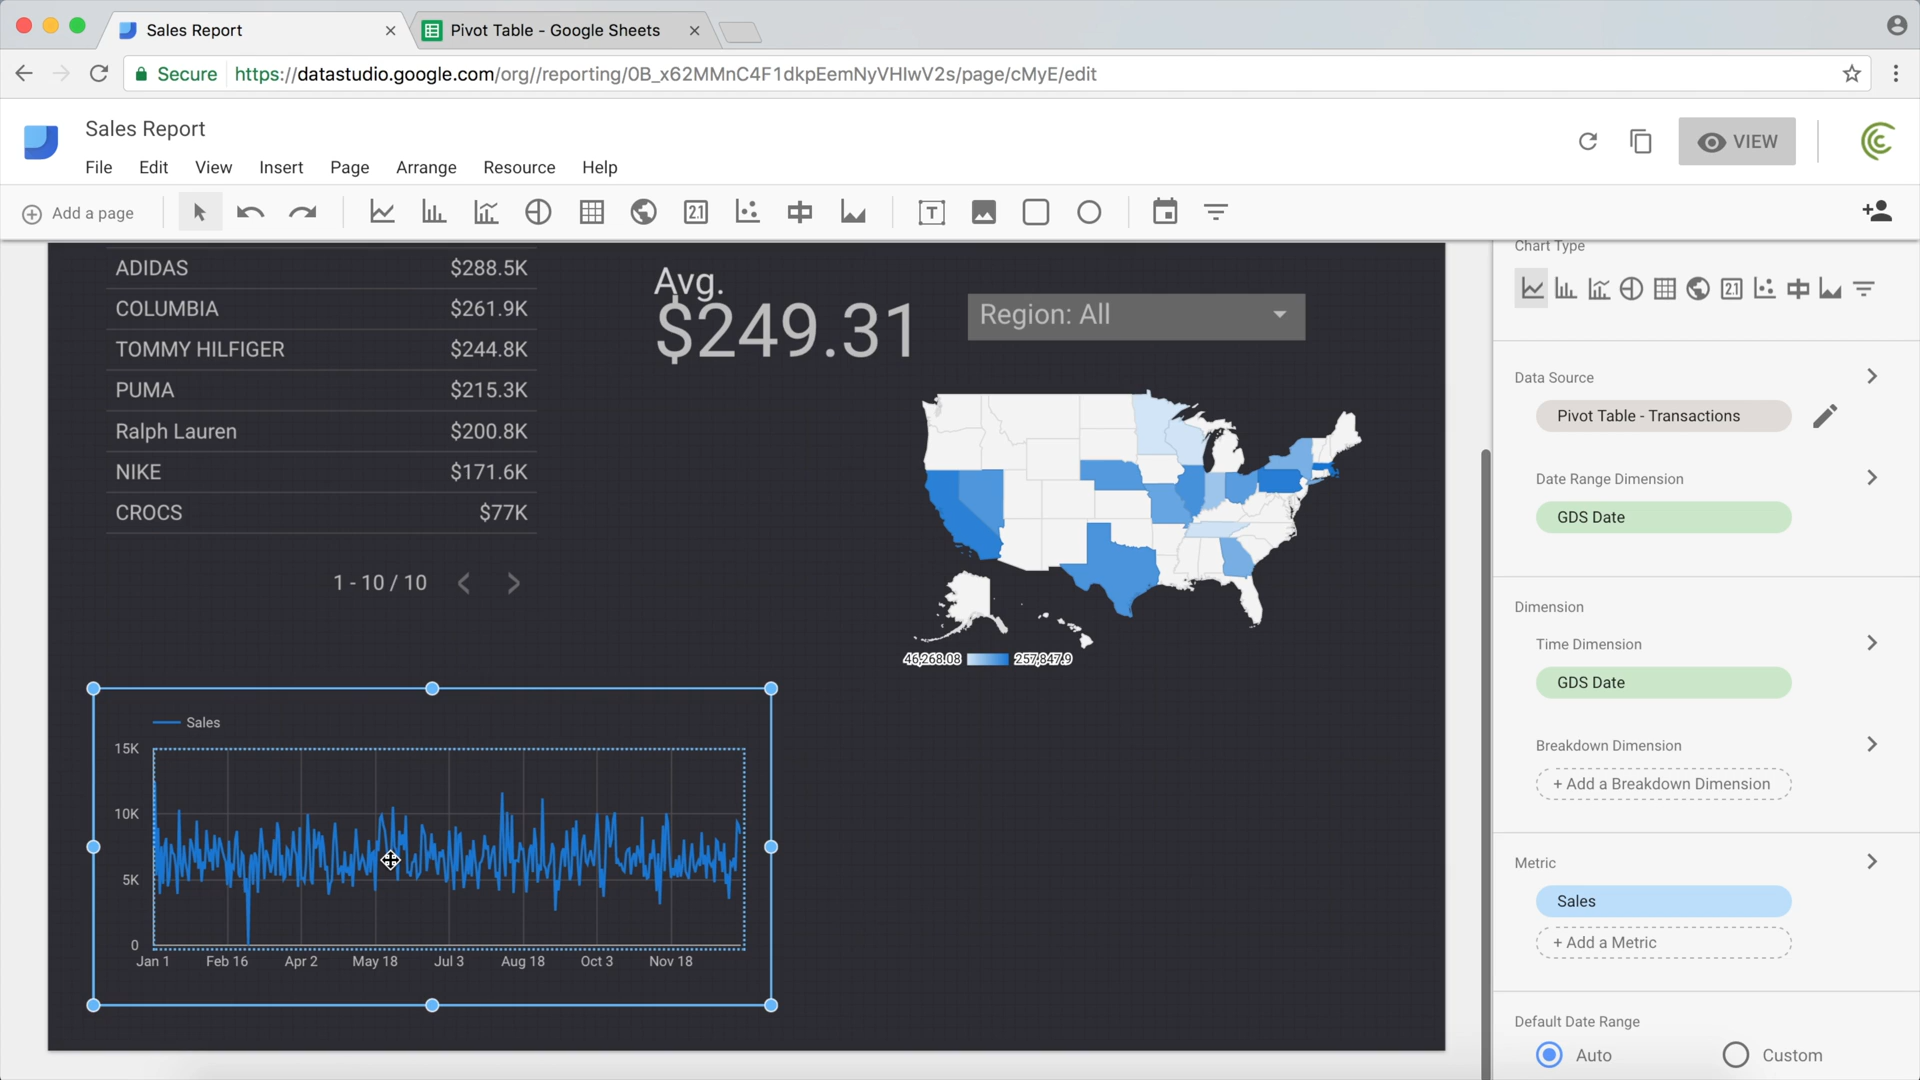 Sales Report
Pivot Table - Google Sheets
Secure
https://datastudio.google.com/org//reporting/0B_x62MMnC4F1dkpEemNyVHIwV2s/page/cMyE/edit
Sales Report
VIEW
File Edit View Insert Page Arrange Resource Help
Add a page
2.1
T
ADIDAS $288.5K
COLUMBIA $261.9K
TOMMY HILFIGER $244.8K
PUMA $215.3K
Ralph Lauren $200.8K
NIKE $171.6K
CROCS $77K
1 - 10 / 10
Avg.
$249.31
Region: All
46,268.08 257,847.9
Sales
15K
10K
5K
0
Jan 1 Feb 16 Apr 2 May 18 Jul 3 Aug 18 Oct 3 Nov 18
Chart Type
2.1
Data Source
Pivot Table - Transactions
Date Range Dimension
GDS Date
Dimension
Time Dimension
GDS Date
Breakdown Dimension
+ Add a Breakdown Dimension
Metric
Sales
+ Add a Metric
Default Date Range
Auto Custom